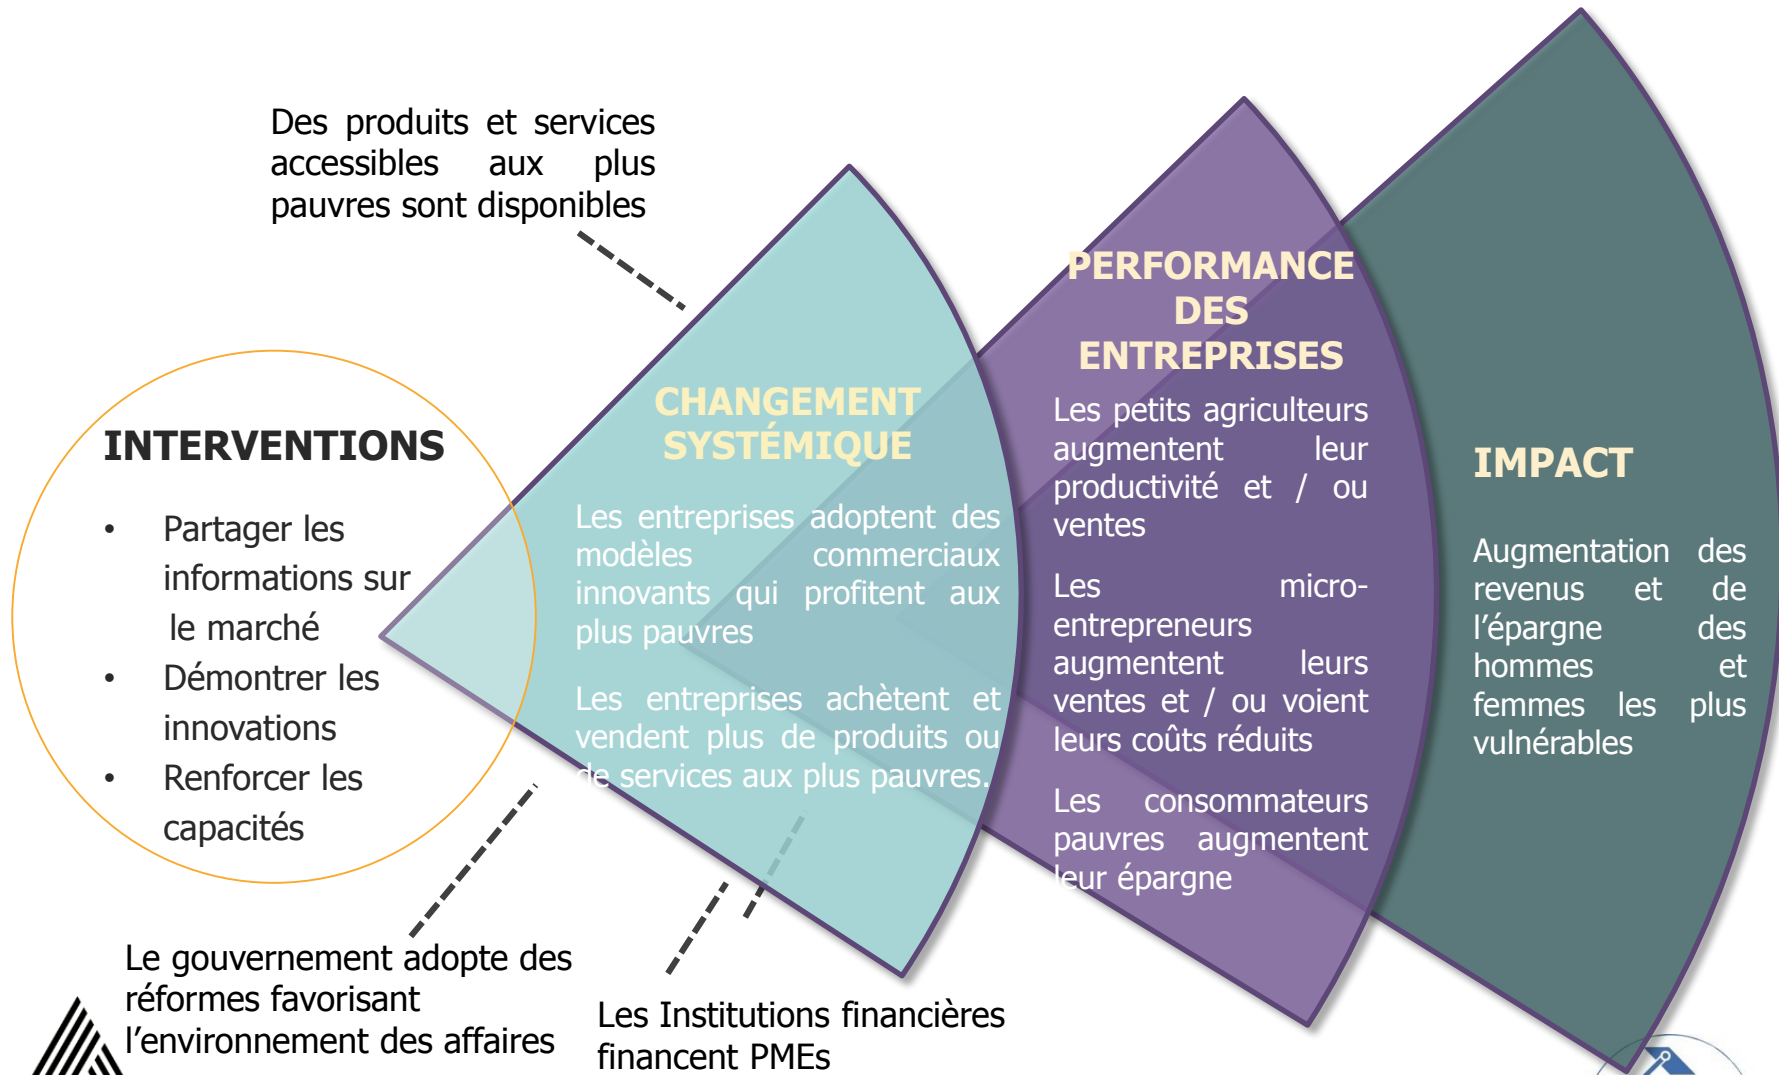 Des produits et services
accessibles aux plus
pauvres sont disponibles
INTERVENTIONS
• Partager les
informations sur
le marché
• Démontrer les
innovations
• Renforcer les
capacités
CHANGEMENT
SYSTÉMIQUE
Les entreprises adoptent des
modèles commerciaux
innovants qui profitent aux
plus pauvres
Les entreprises achètent et
vendent plus de produits ou
de services aux plus pauvres.
PERFORMANCE
DES
ENTREPRISES
Les petits agriculteurs
augmentent leur
productivité et / ou
ventes
Les micro-
entrepreneurs
augmentent leurs
ventes et / ou voient
leurs coûts réduits
Les consommateurs
pauvres augmentent
leur épargne
IMPACT
Augmentation des
revenus et de
l’épargne des
hommes et
femmes les plus
vulnérables
Le gouvernement adopte des
réformes favorisant
l’environnement des affaires
Les Institutions financières
financent PMEs